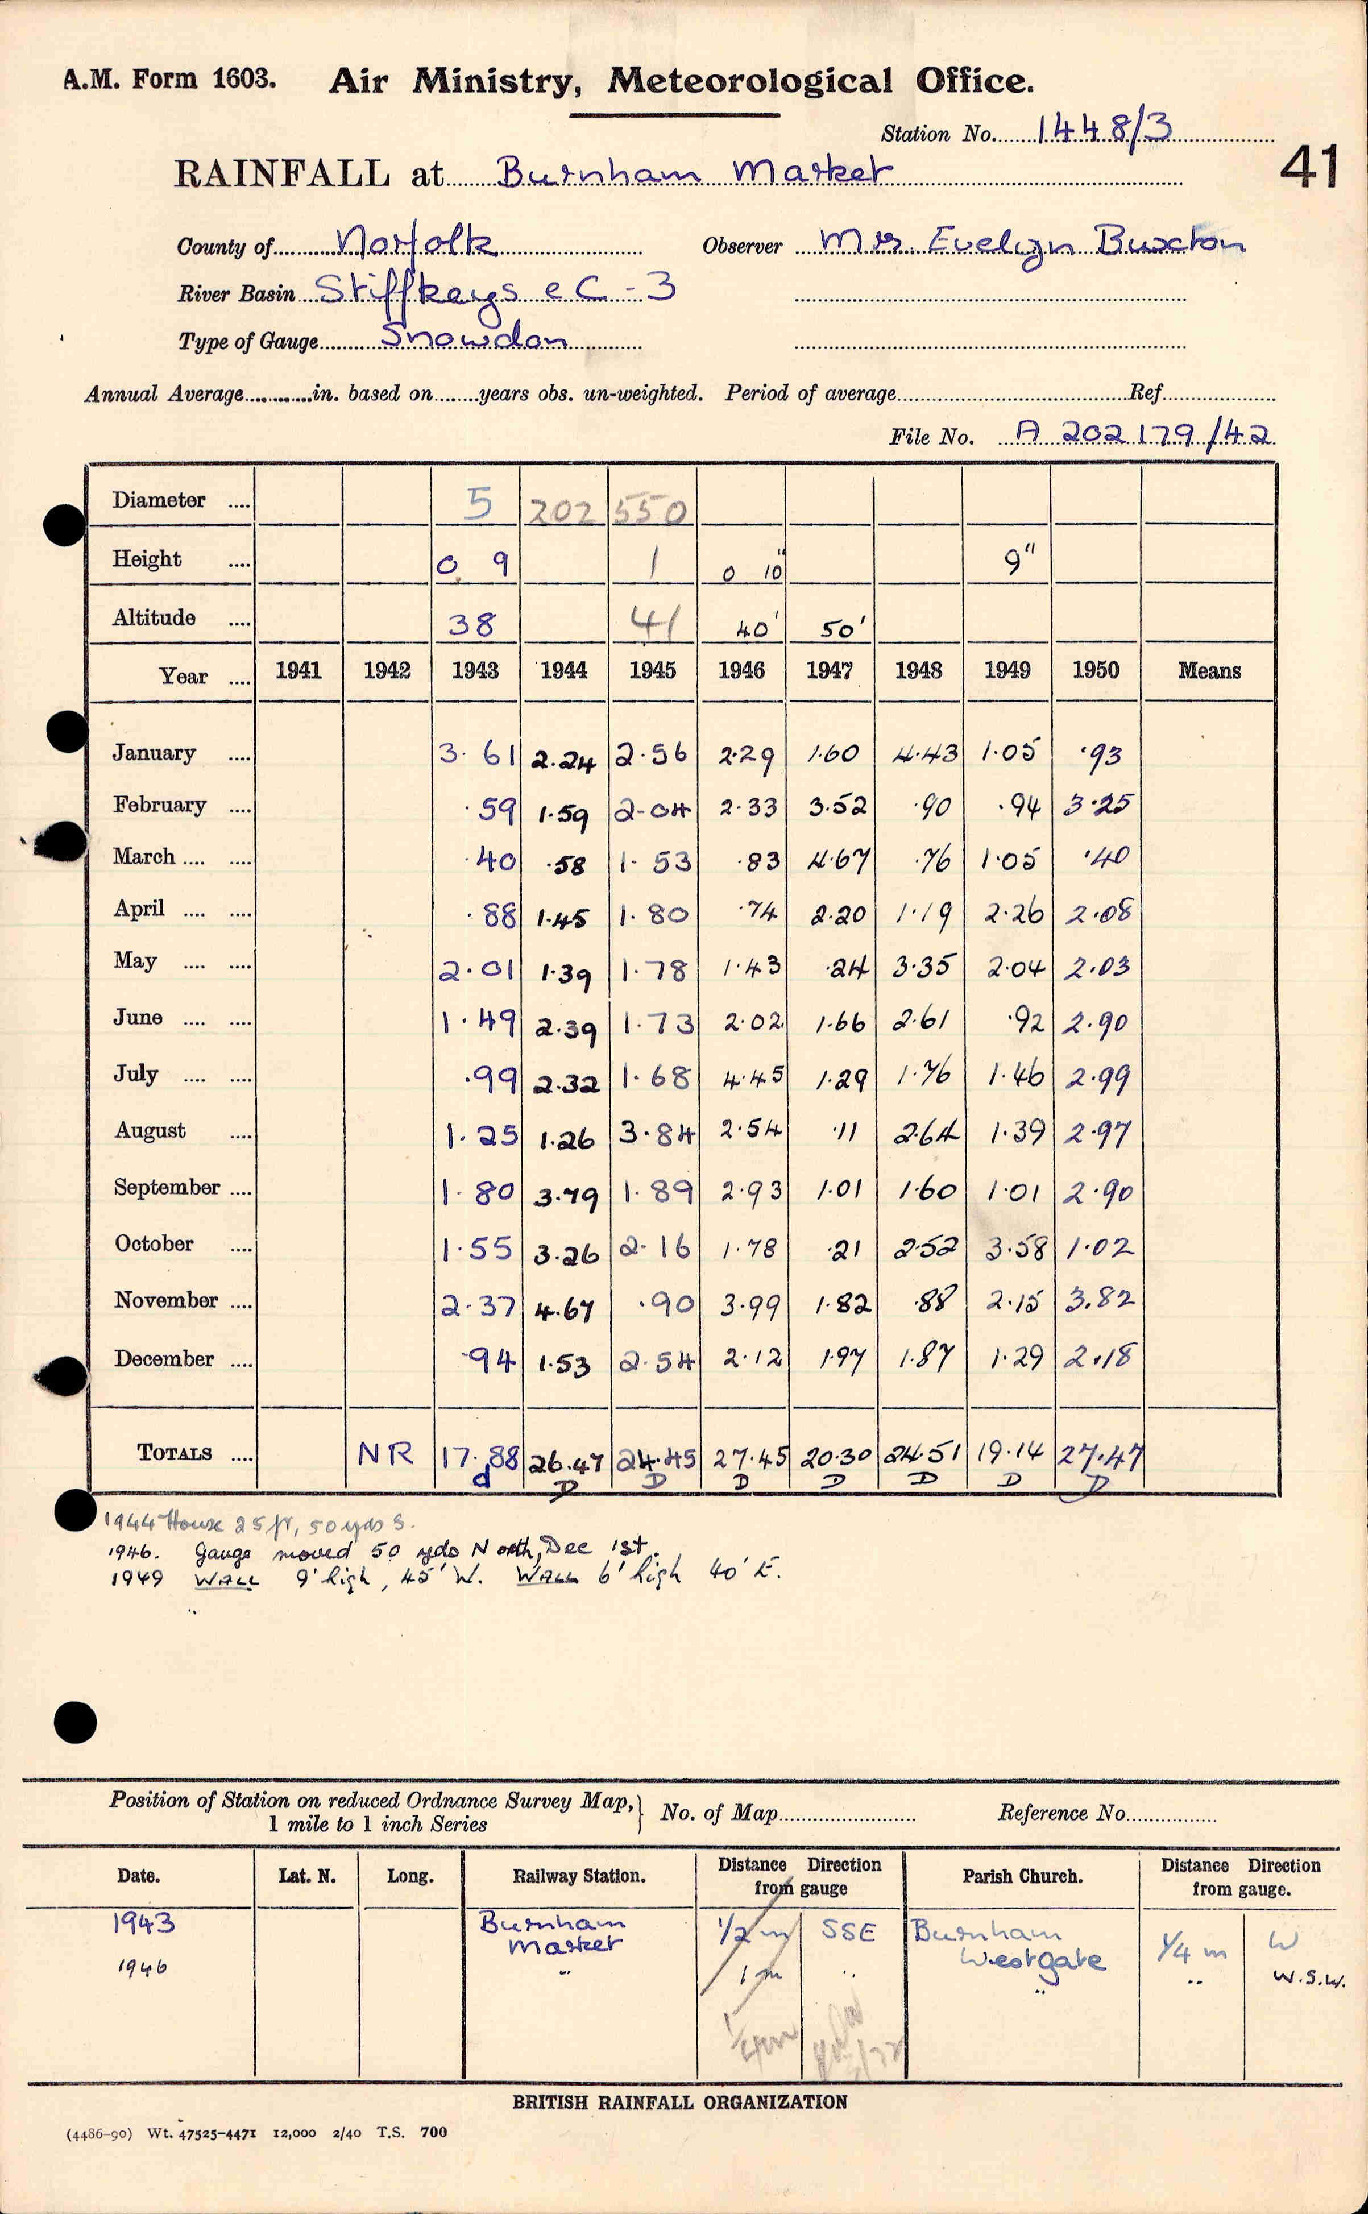 A.M. Form 1603. Air Ministry, Meteorological Office.
Station No. 1448/3
41
RAINFALL at Burnham Market
County of Norfolk Observer Mrs. Evelyn Buxton
River Basin Stiffkeys e C - 3
Type of Gauge Snowdon
Annual Average in. based on years obs. un-weighted. Period of average Ref.
File No. A 202179/42
Diameter 5 202 550
Height 0 9 1 0 10" 9"
Altitude 38 41 40' 50'
Year 1941 1942 1943 1944 1945 1946 1947 1948 1949 1950 Means
January 3.61 2.24 2.56 2.29 1.60 4.43 1.05 .93
February .59 1.59 2.04 2.33 3.52 .90 .94 3.25
March .40 .58 1.53 .83 4.67 .76 1.05 .40
April .88 1.45 1.80 .74 2.20 1.19 2.26 2.08
May 2.01 1.39 1.78 1.43 .24 3.35 2.04 2.03
June 1.49 2.39 1.73 2.02 1.66 2.61 .92 2.90
July .99 2.32 1.68 4.45 1.29 1.76 1.46 2.99
August 1.25 1.26 3.84 2.54 .11 2.64 1.39 2.97
September 1.80 3.79 1.89 2.93 1.01 1.60 1.01 2.90
October 1.55 3.26 2.16 1.78 .21 2.52 3.58 1.02
November 2.37 4.67 .90 3.99 1.82 .88 2.15 3.82
December .94 1.53 2.54 2.12 1.97 1.87 1.29 2.18
TOTALS NR 17.88 26.47 24.45 27.45 20.30 24.51 19.14 27.47
d D D D D D D D
1944 House 25 ft, 50 yds S.
1946. Gauge moved 50 yds North, Dec 1st.
1949 WALL 9' high, 45' W. WALL 6' high 40' E.
Position of Station on reduced Ordnance Survey Map, } No. of Map Reference No.
1 mile to 1 inch Series
Date. Lat. N. Long. Railway Station. Distance Direction from gauge Parish Church. Distance Direction from gauge.
1943 Burnham Market 1/2 m SSE Burnham Westgate 1/4 m W
1946 " 1 m " " " W.S.W.
BRITISH RAINFALL ORGANIZATION
(4486-90) Wt. 47525-4471 12,000 2/40 T.S. 700